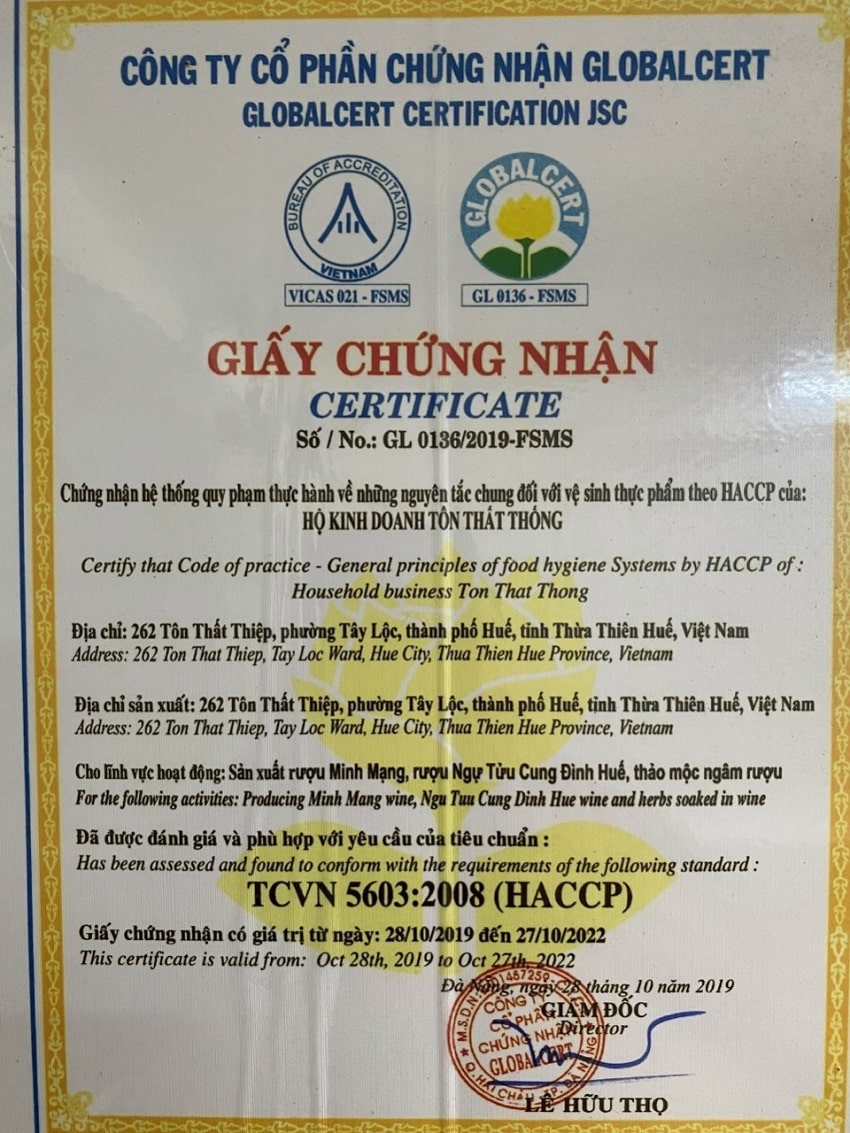 CÔNG TY CỔ PHẦN CHỨNG NHẬN GLOBALCERT
GLOBALCERT CERTIFICATION JSC
BUREAU OF ACCREDITATION
VIETNAM
VICAS 021 - FSMS
GLOBALCERT
GL 0136 - FSMS
GIẤY CHỨNG NHẬN
CERTIFICATE
Số / No.: GL 0136/2019-FSMS
Chứng nhận hệ thống quy phạm thực hành về những nguyên tắc chung đối với vệ sinh thực phẩm theo HACCP của:
HỘ KINH DOANH TÔN THẤT THỐNG
Certify that Code of practice - General principles of food hygiene Systems by HACCP of :
Household business Ton That Thong
Địa chỉ: 262 Tôn Thất Thiệp, phường Tây Lộc, thành phố Huế, tỉnh Thừa Thiên Huế, Việt Nam
Address: 262 Ton That Thiep, Tay Loc Ward, Hue City, Thua Thien Hue Province, Vietnam
Địa chỉ sản xuất: 262 Tôn Thất Thiệp, phường Tây Lộc, thành phố Huế, tỉnh Thừa Thiên Huế, Việt Nam
Address: 262 Ton That Thiep, Tay Loc Ward, Hue City, Thua Thien Hue Province, Vietnam
Cho lĩnh vực hoạt động: Sản xuất rượu Minh Mạng, rượu Ngự Tửu Cung Đình Huế, thảo mộc ngâm rượu
For the following activities: Producing Minh Mang wine, Ngu Tuu Cung Dinh Hue wine and herbs soaked in wine
Đã được đánh giá và phù hợp với yêu cầu của tiêu chuẩn :
Has been assessed and found to conform with the requirements of the following standard :
TCVN 5603:2008 (HACCP)
Giấy chứng nhận có giá trị từ ngày: 28/10/2019 đến 27/10/2022
This certificate is valid from: Oct 28th, 2019 to Oct 27th, 2022
Đà Nẵng, ngày 28 tháng 10 năm 2019
GIÁM ĐỐC
Director
CÔNG TY
CỔ PHẦN
CHỨNG NHẬN
GLOBALCERT
Q. HẢI CHÂU - TP. ĐÀ NẴNG
LÊ HỮU THỌ